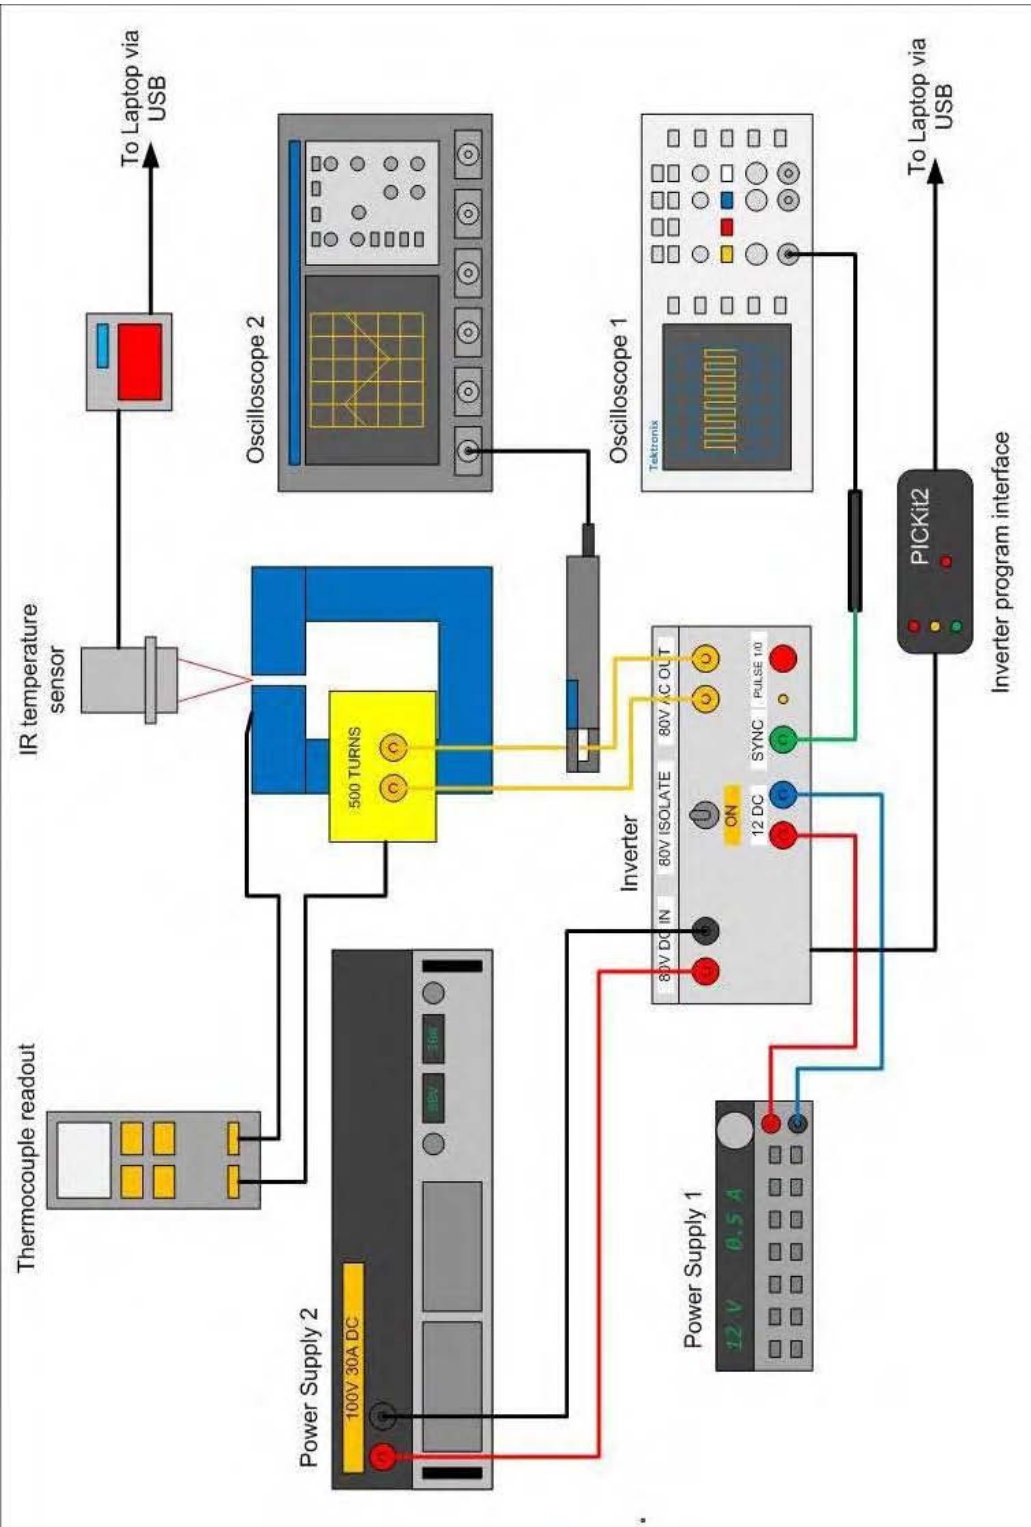 Thermocouple readout
IR temperature
sensor
To Laptop via
USB
Oscilloscope 2
Power Supply 2
100V 30A DC
500 TURNS
80V
Oscilloscope 1
Tektronix
Inverter
80V DC IN
80V ISOLATE
80V AC OUT
ON
12 DC
SYNC
PULSE 1/0
Power Supply 1
12 V 0.5 A
To Laptop via
USB
PICKit2
Inverter program interface